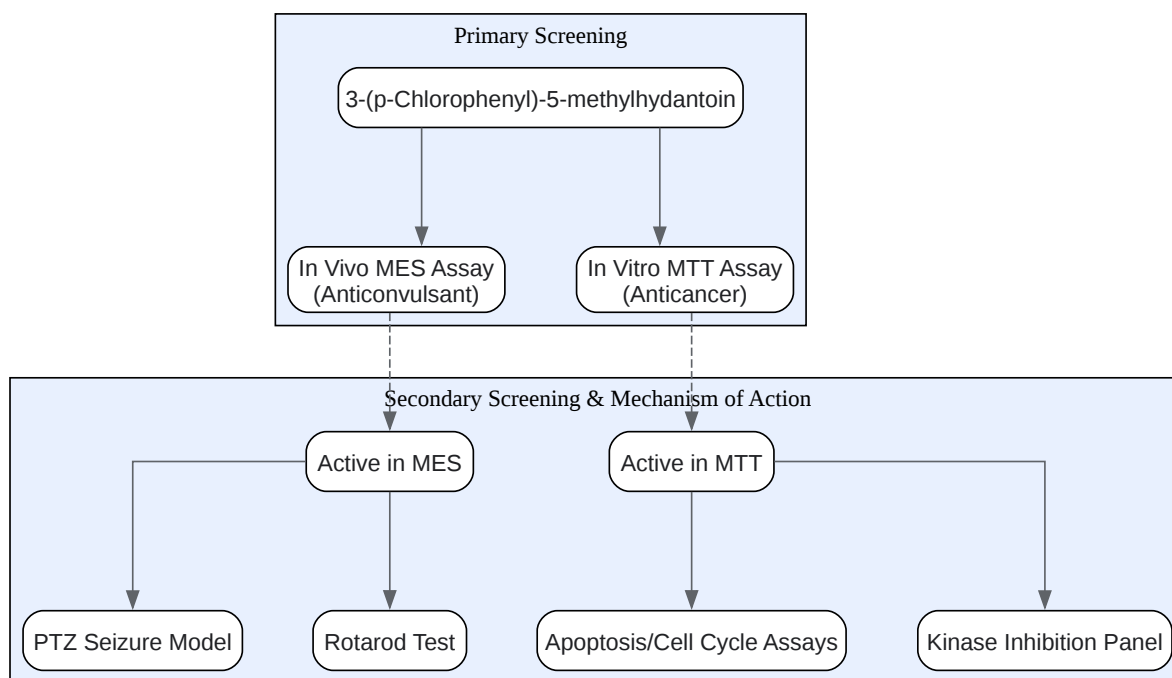 Primary Screening
3-(p-Chlorophenyl)-5-methylhydantoin
In Vivo MES Assay
(Anticonvulsant)
In Vitro MTT Assay
(Anticancer)
Secondary Screening & Mechanism of Action
Active in MES
Active in MTT
PTZ Seizure Model
Rotarod Test
Apoptosis/Cell Cycle Assays
Kinase Inhibition Panel